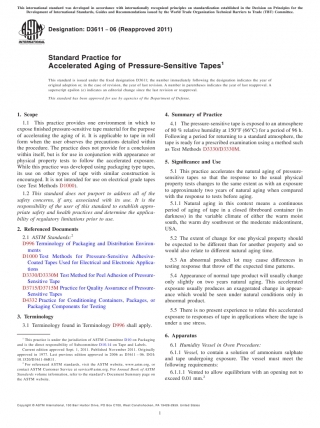 This international standard was developed in accordance with internationally recognized principles on standardization established in the Decision on Principles for the
Development of International Standards, Guides and Recommendations issued by the World Trade Organization Technical Barriers to Trade (TBT) Committee.
Designation: D3611 − 06 (Reapproved 2011)
Standard Practice for
Accelerated Aging of Pressure-Sensitive Tapes1
This standard is issued under the fixed designation D3611; the number immediately following the designation indicates the year of
original adoption or, in the case of revision, the year of last revision. A number in parentheses indicates the year of last reapproval. A
superscript epsilon (ε) indicates an editorial change since the last revision or reapproval.
This standard has been approved for use by agencies of the Department of Defense.
1. Scope
1.1 This practice provides one environment in which to
expose finished pressure-sensitive tape material for the purpose
of accelerating the aging of it. It is applicable to tape in roll
form when the user observes the precautions detailed within
the procedure. The practice does not provide for a conclusion
within itself, but is for use in conjunction with appearance or
physical property tests to follow the accelerated exposure.
While this practice was developed using packaging type tapes,
its use on other types of tape with similar construction is
encouraged. It is not intended for use on electrical grade tapes
(see Test Methods D1000).
1.2 This standard does not purport to address all of the
safety concerns, if any, associated with its use. It is the
responsibility of the user of this standard to establish appro-
priate safety and health practices and determine the applica-
bility of regulatory limitations prior to use.
2. Referenced Documents
2.1 ASTM Standards:2
D996 Terminology of Packaging and Distribution Environ-
ments
D1000 Test Methods for Pressure-Sensitive Adhesive-
Coated Tapes Used for Electrical and Electronic Applica-
tions
D3330/D3330M Test Method for Peel Adhesion of Pressure-
Sensitive Tape
D3715/D3715M Practice for Quality Assurance of Pressure-
Sensitive Tapes
D4332 Practice for Conditioning Containers, Packages, or
Packaging Components for Testing
3. Terminology
3.1 Terminology found in Terminology D996 shall apply.
1 This practice is under the jurisdiction of ASTM Committee D10 on Packaging
and is the direct responsibility of Subcommittee D10.14 on Tape and Labels.
Current edition approved Sept. 1, 2011. Published November 2011. Originally
approved in 1977. Last previous edition approved in 2006 as D3611 – 06. DOI:
10.1520/D3611-06R11.
2 For referenced ASTM standards, visit the ASTM website, www.astm.org, or
contact ASTM Customer Service at service@astm.org. For Annual Book of ASTM
Standards volume information, refer to the standard's Document Summary page on
the ASTM website.
4. Summary of Practice
4.1 The pressure-sensitive tape is exposed to an atmosphere
of 80 % relative humidity at 150°F (66°C) for a period of 96 h.
Following a period for returning to a standard atmosphere, the
tape is ready for a prescribed examination using a method such
as Test Methods D3330/D3330M.
5. Significance and Use
5.1 This practice accelerates the natural aging of pressure-
sensitive tapes so that the response to the usual physical
property tests changes to the same extent as with an exposure
to approximately two years of natural aging when compared
with the response to tests before aging.
5.1.1 Natural aging in this context means a continuous
period of aging of tape in a closed fiberboard container (in
darkness) in the variable climate of either the warm moist
south, the warm dry southwest or the moderate midcontinent,
USA.
5.2 The extent of change for one physical property should
be expected to be different than for another property and so
would also relate to different natural aging time.
5.3 An abnormal product lot may cause differences in
testing response that throw off the expected time patterns.
5.4 Appearance of normal tape product will usually change
only slightly on two years natural aging. This accelerated
exposure usually produces an exaggerated change in appear-
ance which would be seen under natural conditions only in
abnormal product.
5.5 There is no present experience to relate this accelerated
exposure to responses of tape in applications where the tape is
under a use stress.
6. Apparatus
6.1 Humidity Vessel in Oven Procedure:
6.1.1 Vessel, to contain a solution of ammonium sulphate
and tape undergoing exposure. The vessel must meet the
following requirements:
6.1.1.1 Vented to allow equilibrium with an opening not to
exceed 0.01 mm.2
Copyright © ASTM International, 100 Barr Harbor Drive, PO Box C700, West Conshohocken, PA 19428-2959. United States
1